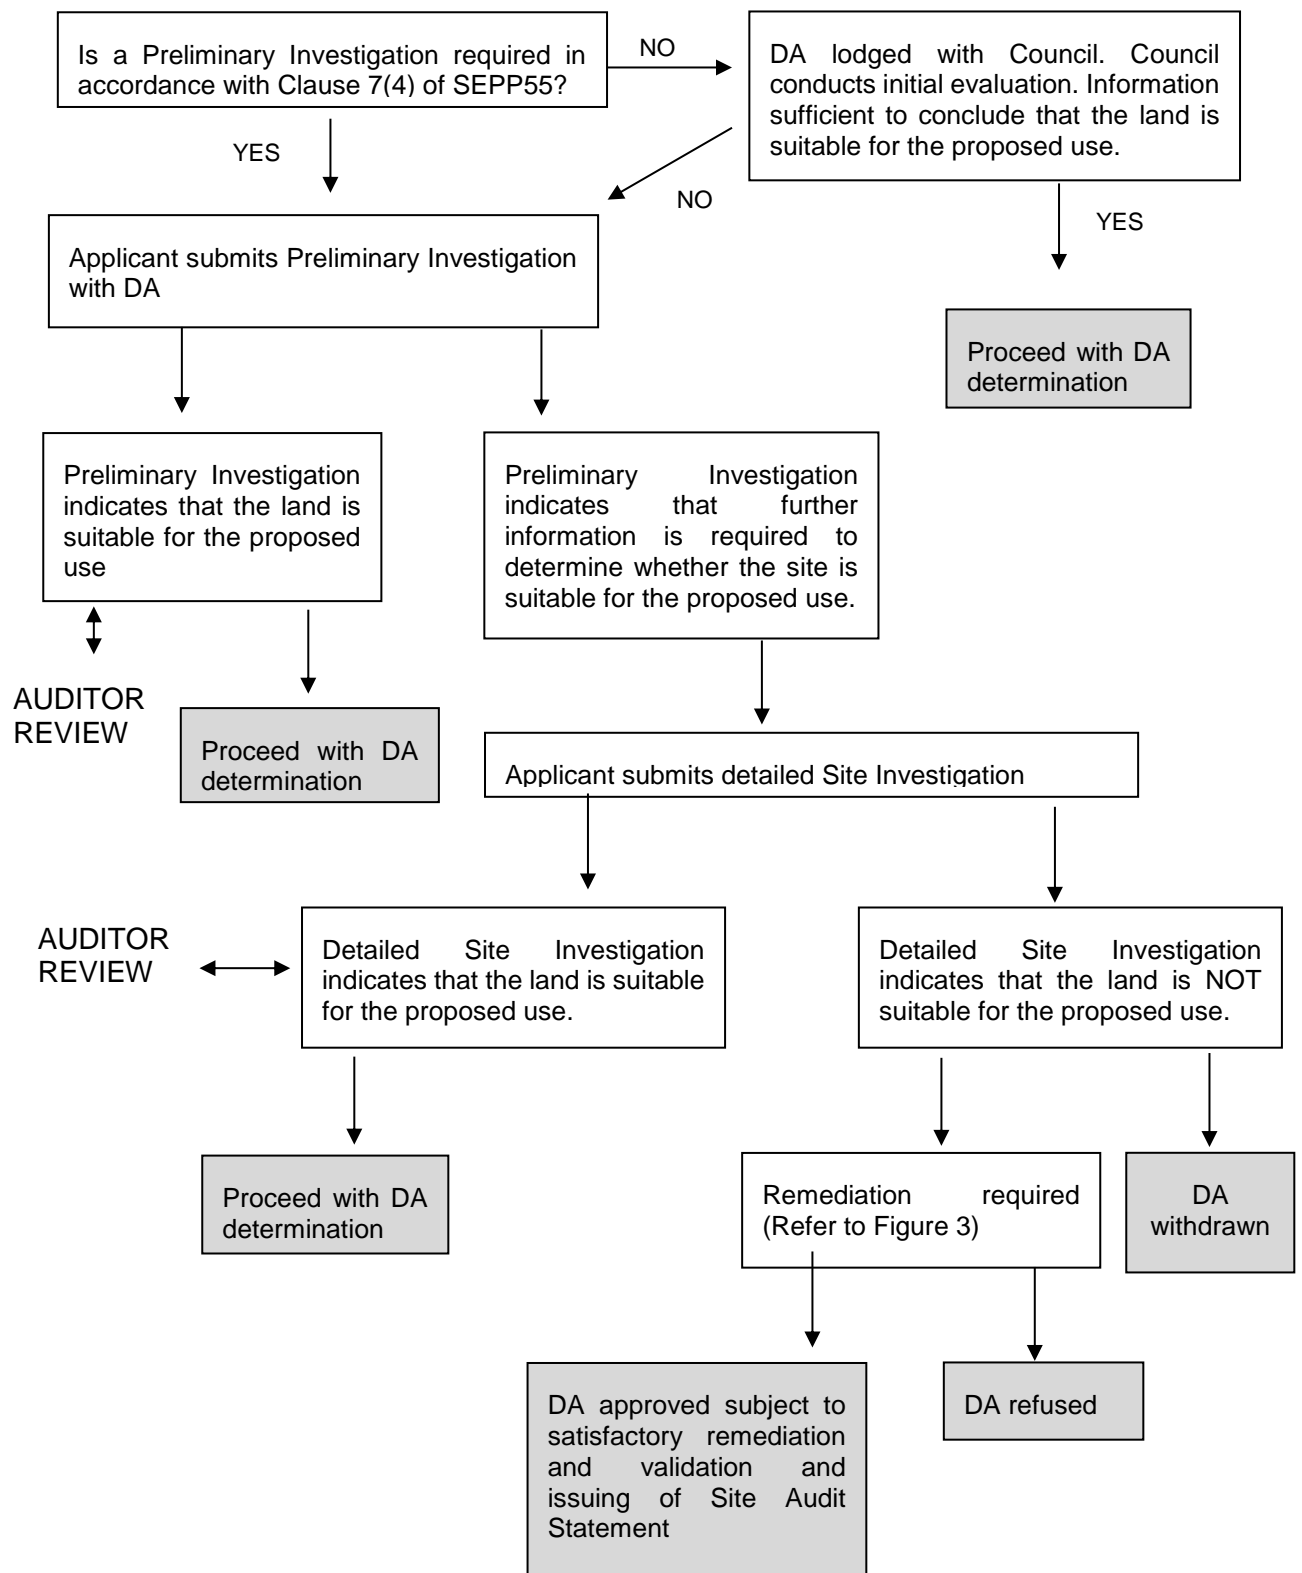 Is a Preliminary Investigation required in
accordance with Clause 7(4) of SEPP55?
NO
DA lodged with Council. Council
conducts initial evaluation. Information
sufficient to conclude that the land is
suitable for the proposed use.
YES
NO
YES
Applicant submits Preliminary Investigation
with DA
Proceed with DA
determination
Preliminary Investigation
indicates that the land is
suitable for the proposed
use
Preliminary Investigation
indicates that further
information is required to
determine whether the site is
suitable for the proposed use.
AUDITOR
REVIEW
Proceed with DA
determination
Applicant submits detailed Site Investigation
AUDITOR
REVIEW
Detailed Site Investigation
indicates that the land is suitable
for the proposed use.
Detailed Site Investigation
indicates that the land is NOT
suitable for the proposed use.
Proceed with DA
determination
Remediation required
(Refer to Figure 3)
DA
withdrawn
DA approved subject to
satisfactory remediation
and validation and
issuing of Site Audit
Statement
DA refused